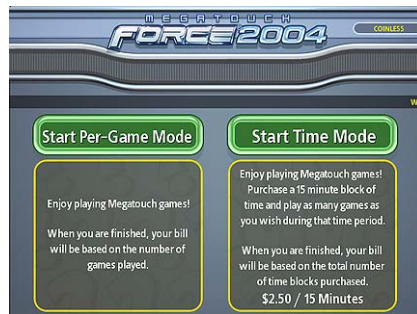 MEGATOUCH
FORCE 2004
COINLESS
W
Start Per-Game Mode
Enjoy playing Megatouch games!
When you are finished, your bill
will be based on the number of
games played.
Start Time Mode
Enjoy playing Megatouch games!
Purchase a 15 minute block of
time and play as many games as
you wish during that time period.
When you are finished, your bill
will be based on the total number
of time blocks purchased.
$2.50 / 15 Minutes